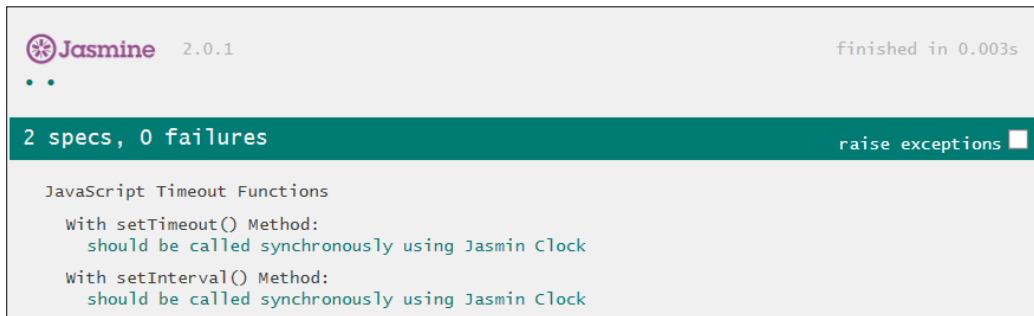 Jasmine 2.0.1 finished in 0.003s
2 specs, 0 failures raise exceptions
JavaScript Timeout Functions
With setTimeout() Method:
should be called synchronously using Jasmin Clock
With setInterval() Method:
should be called synchronously using Jasmin Clock